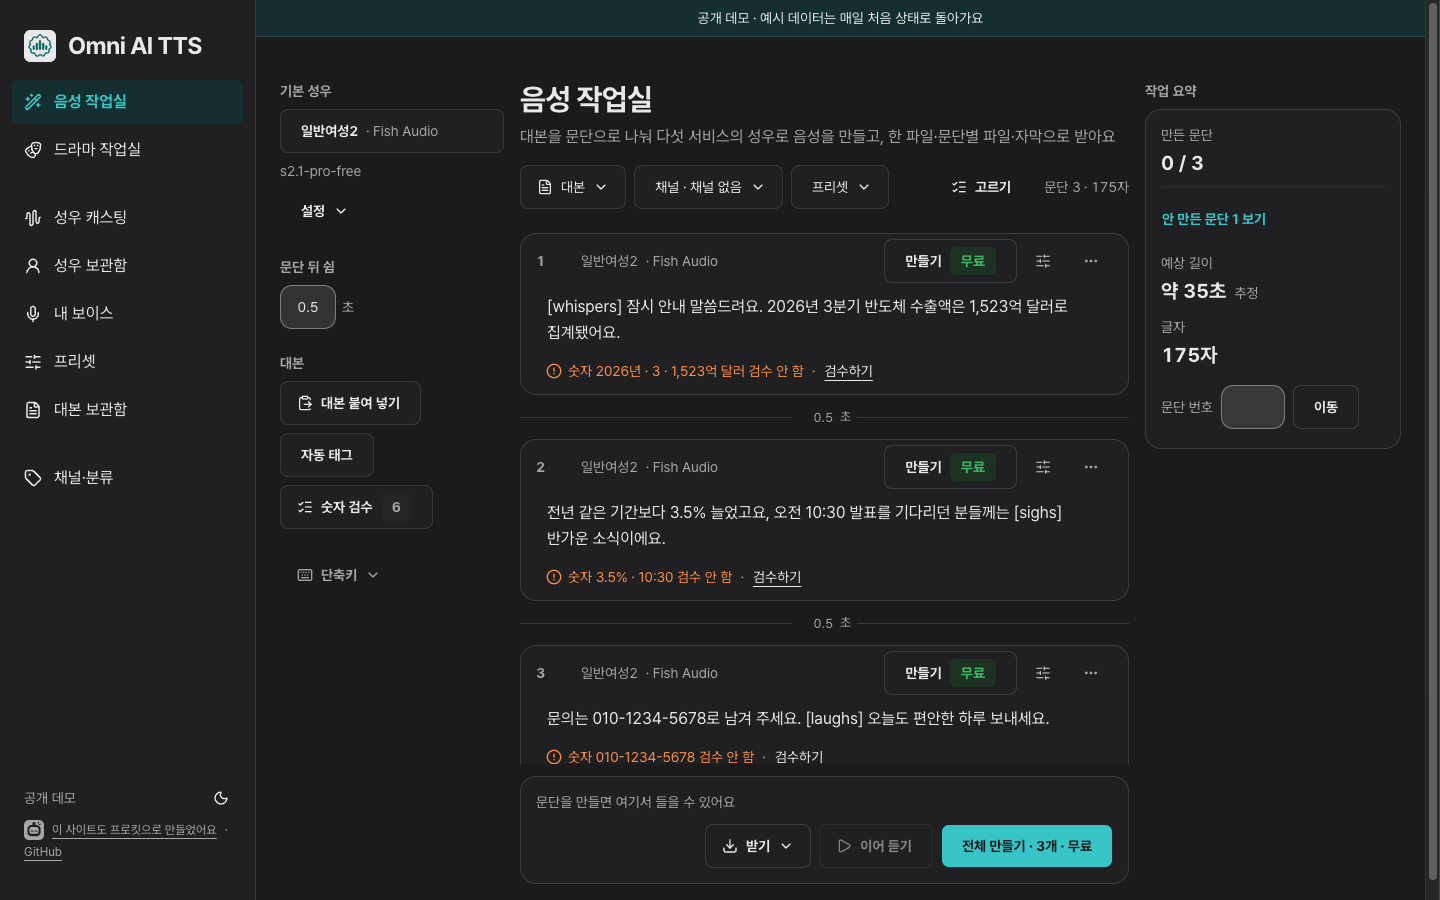 공개 데모 · 예시 데이터는 매일 처음 상태로 돌아가요
Omni AI TTS
음성 작업실
드라마 작업실
성우 캐스팅
성우 보관함
내 보이스
프리셋
대본 보관함
채널·분류
공개 데모
이 사이트도 프로킷으로 만들었어요 ·
GitHub
기본 성우
일반여성2 · Fish Audio
s2.1-pro-free
설정
문단 뒤 쉼
0.5 초
대본
대본 붙여 넣기
자동 태그
숫자 검수 6
단축키
음성 작업실
대본을 문단으로 나눠 다섯 서비스의 성우로 음성을 만들고, 한 파일·문단별 파일·자막으로 받아요
대본 채널 · 채널 없음 프리셋 고르기 문단 3 · 175자
1 일반여성2 · Fish Audio 만들기 무료
[whispers] 잠시 안내 말씀드려요. 2026년 3분기 반도체 수출액은 1,523억 달러로
집계됐어요.
숫자 2026년 · 3 · 1,523억 달러 검수 안 함 · 검수하기
0.5 초
2 일반여성2 · Fish Audio 만들기 무료
전년 같은 기간보다 3.5% 늘었고요, 오전 10:30 발표를 기다리던 분들께는 [sighs]
반가운 소식이에요.
숫자 3.5% · 10:30 검수 안 함 · 검수하기
0.5 초
3 일반여성2 · Fish Audio 만들기 무료
문의는 010-1234-5678로 남겨 주세요. [laughs] 오늘도 편안한 하루 보내세요.
숫자 010-1234-5678 검수 안 함 · 검수하기
문단을 만들면 여기서 들을 수 있어요
받기 이어 듣기 전체 만들기 · 3개 · 무료
작업 요약
만든 문단
0 / 3
안 만든 문단 1 보기
예상 길이
약 35초 추정
글자
175자
문단 번호 이동